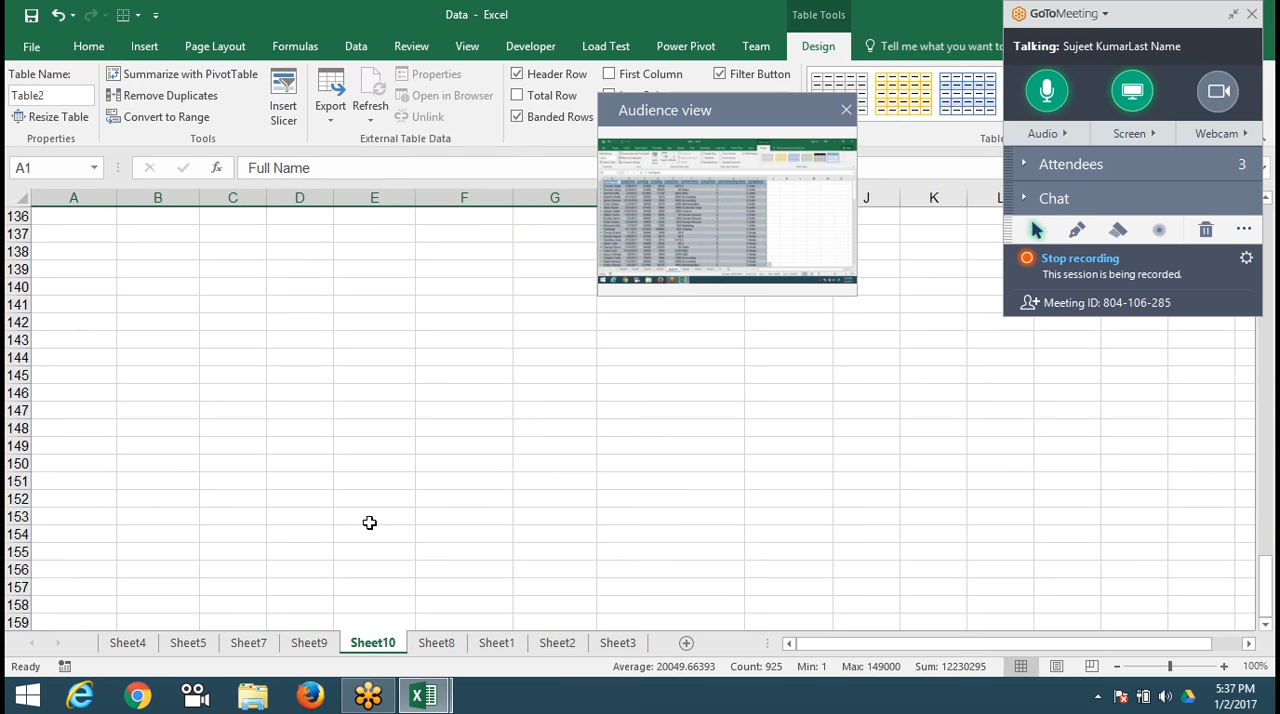 Data - Excel
Table Tools
GoToMeeting
File Home Insert Page Layout Formulas Data Review View Developer Load Test Power Pivot Team Design Tell me what you want to
Talking: Sujeet KumarLast Name
Table Name:
Table2
Resize Table
Properties
Summarize with PivotTable
Remove Duplicates
Convert to Range
Tools
Insert
Slicer
Export Refresh
Properties
Open in Browser
Unlink
External Table Data
Header Row First Column Filter Button
Total Row
Banded Rows
Audience view
Audio Screen Webcam
Attendees 3
Chat
Stop recording
This session is being recorded.
Meeting ID: 804-106-285
A1 fx Full Name
A B C D E F G J K L
136
137
138
139
140
141
142
143
144
145
146
147
148
149
150
151
152
153
154
155
156
157
158
159
Sheet4 Sheet5 Sheet7 Sheet9 Sheet10 Sheet8 Sheet1 Sheet2 Sheet3
Ready Average: 20049.66393 Count: 925 Min: 1 Max: 149000 Sum: 12230295 100%
5:37 PM
1/2/2017